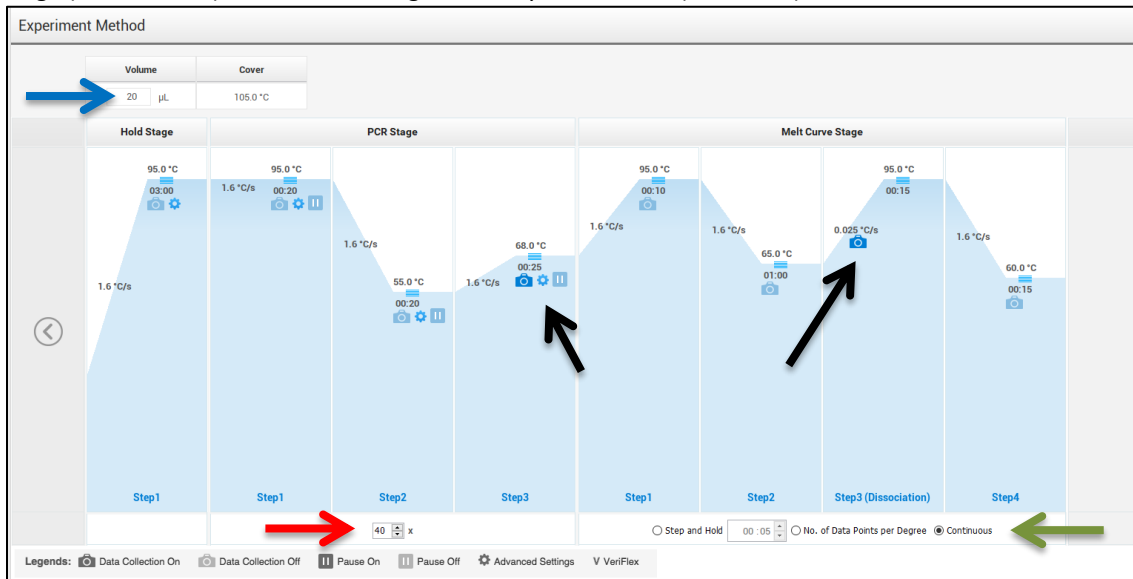 Experiment Method
Volume Cover
20 µL 105.0 °C
Hold Stage PCR Stage Melt Curve Stage
95.0 °C
03:00
1.6 °C/s
Step1
95.0 °C
1.6 °C/s 00:20
Step1
1.6 °C/s
55.0 °C
00:20
Step2
68.0 °C
00:25
1.6 °C/s
Step3
95.0 °C
00:10
1.6 °C/s
Step1
1.6 °C/s
65.0 °C
01:00
Step2
95.0 °C
00:15
0.025 °C/s
Step3 (Dissociation)
1.6 °C/s
60.0 °C
00:15
Step4
40 x
Step and Hold 00 : 05 No. of Data Points per Degree Continuous
Legends: Data Collection On Data Collection Off Pause On Pause Off Advanced Settings V VeriFlex